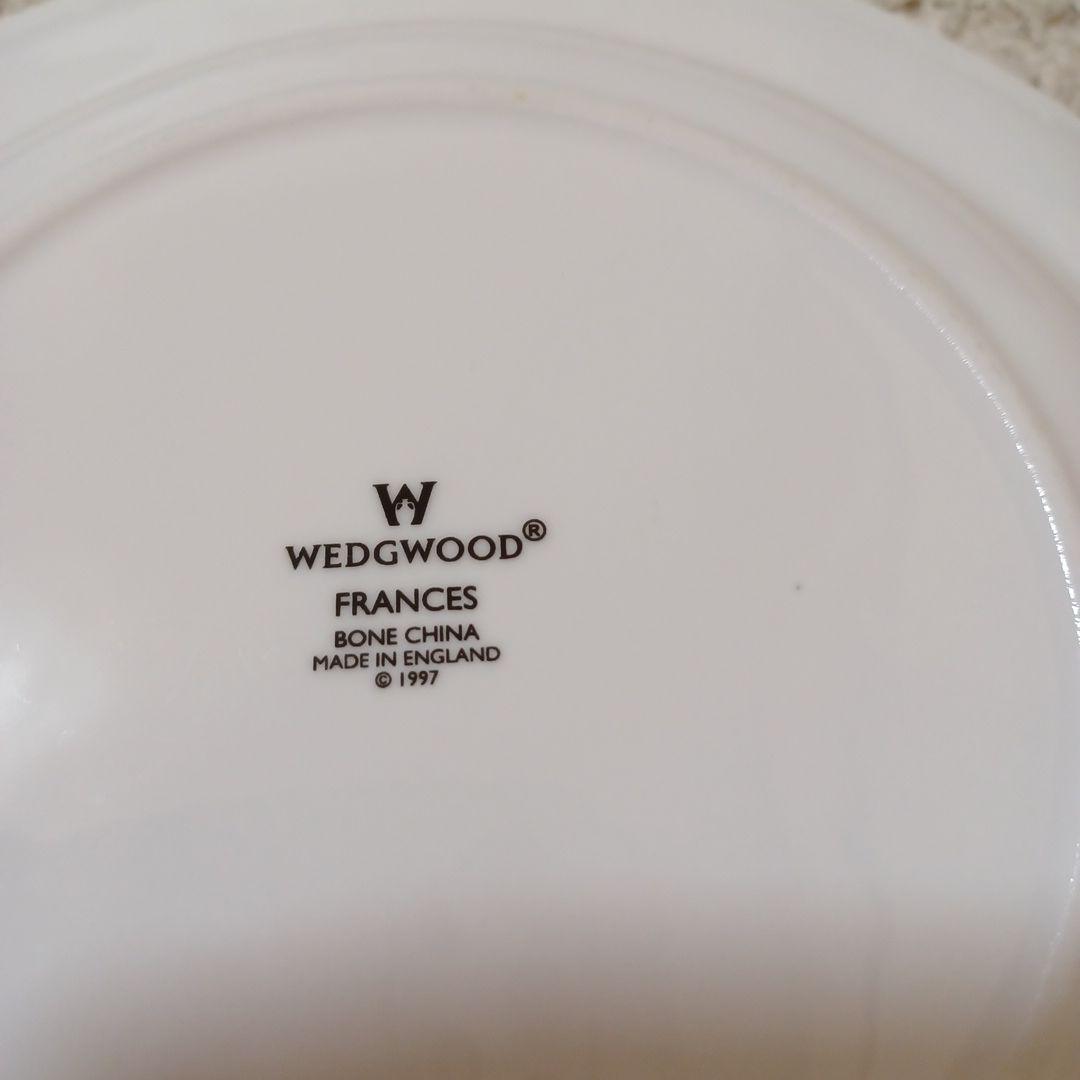 W
WEDGWOOD®
FRANCES
BONE CHINA
MADE IN ENGLAND
© 1997